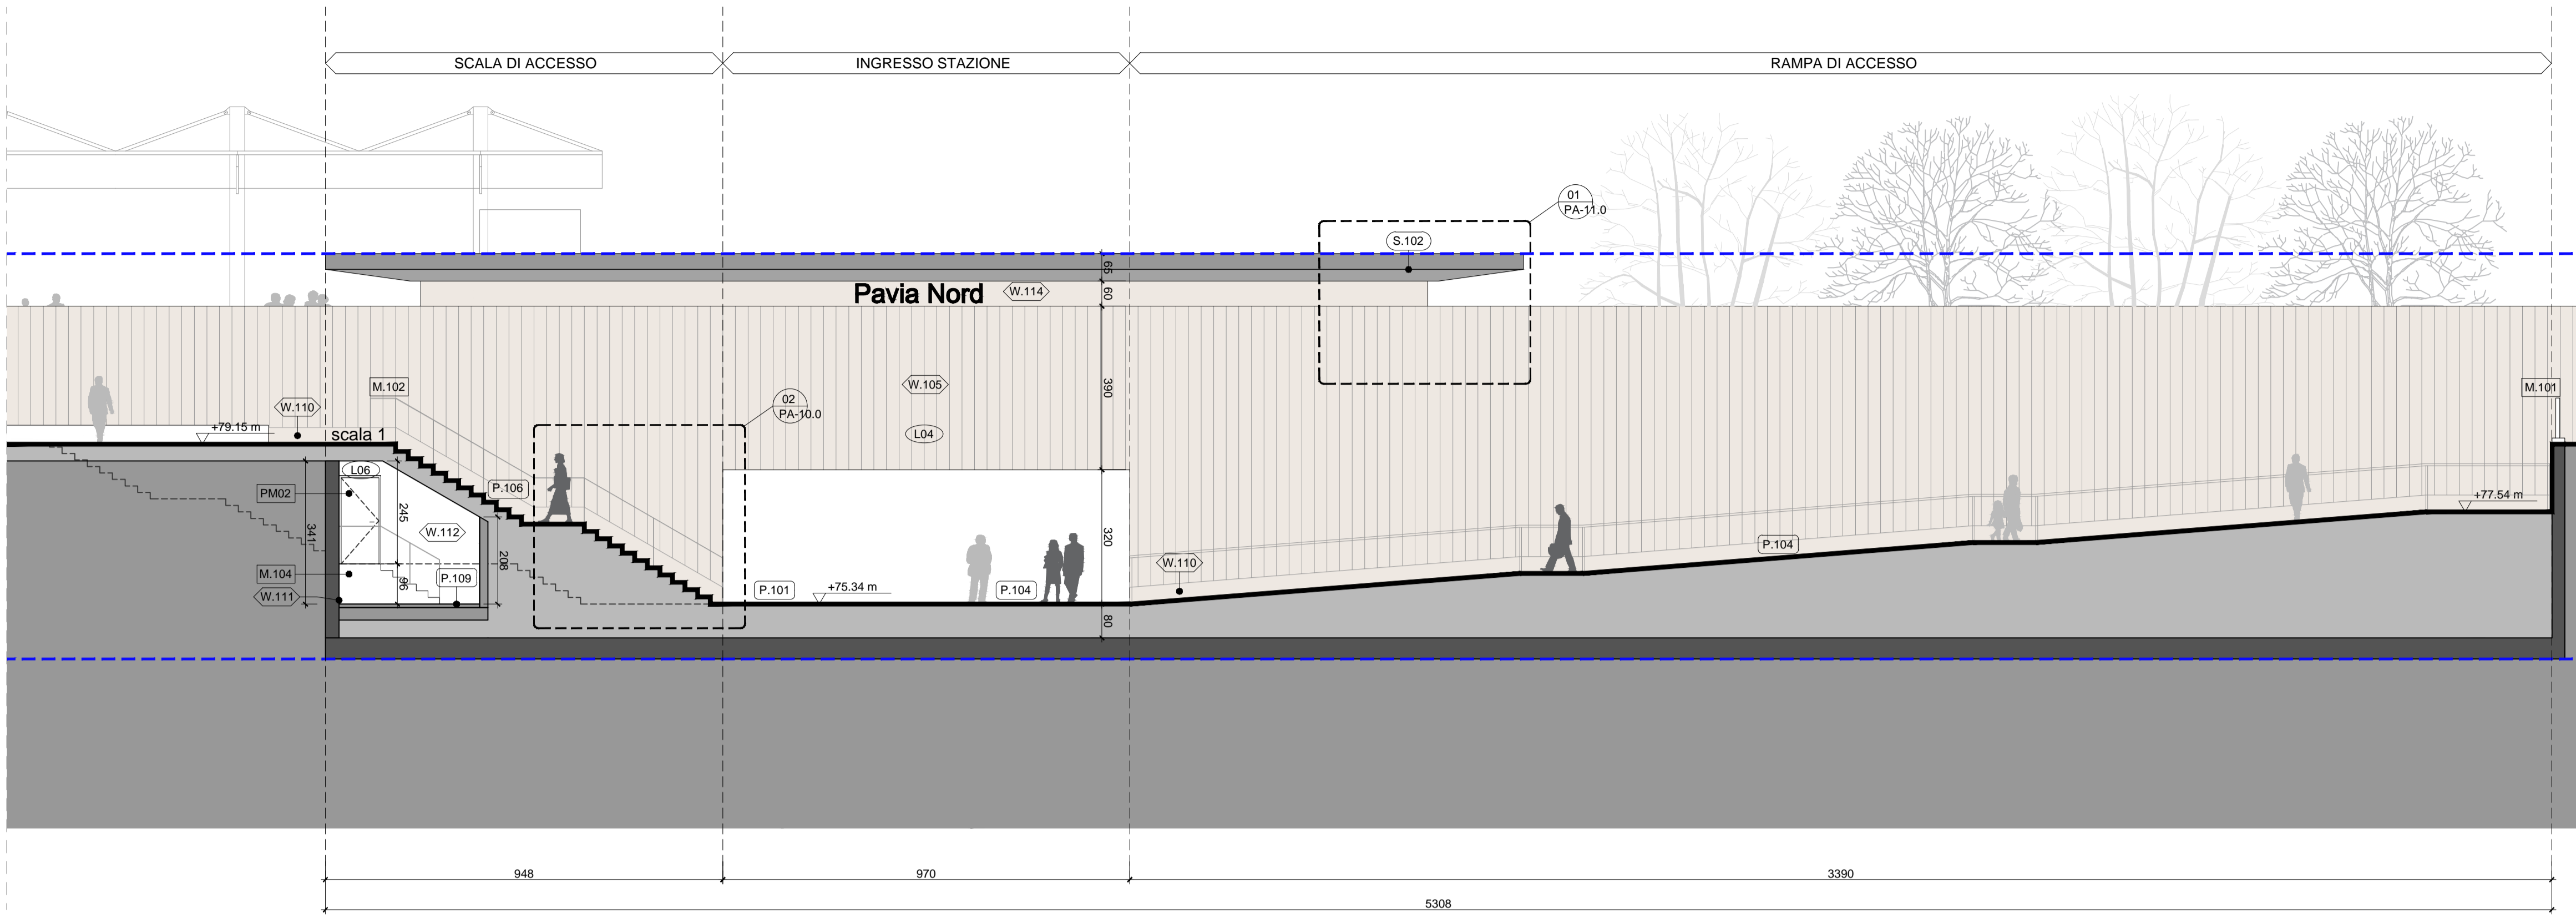 SCALA DI ACCESSO
INGRESSO STAZIONE
RAMPA DI ACCESSO
01
PA-11.0
S.102
65
60
Pavia Nord
W.114
390
W.105
L04
M.102
M.101
W.110
02
PA-10.0
+79.15 m
scala 1
L06
PM02
P.106
245
341
W.112
208
+77.54 m
320
P.104
W.110
M.104
96
P.109
W.111
P.101
+75.34 m
P.104
80
948
970
3390
5308